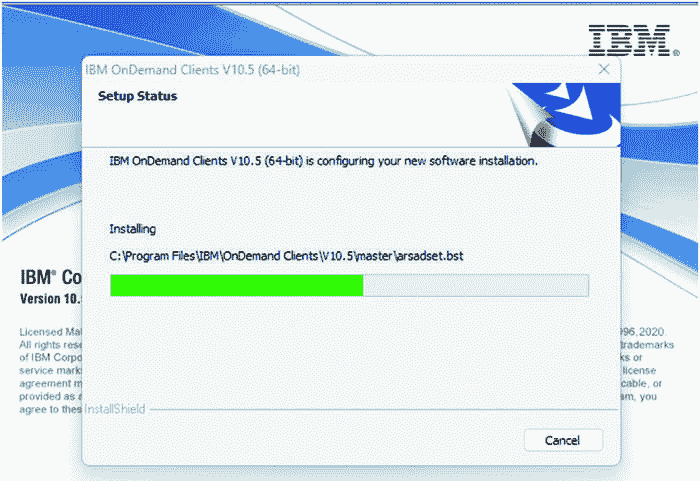 IBM®
IBM OnDemand Clients V10.5 (64-bit)
Setup Status
IBM OnDemand Clients V10.5 (64-bit) is configuring your new software installation.
Installing
C:\Program Files\IBM\OnDemand Clients\V10.5\master\arsadset.bst
IBM® Co
Version 10.
Licensed Ma 996, 2020.
All rights rese trademarks
of IBM Corpo ks or
service mark license
agreement m cable, or
provided as a am, you
agree to thes
InstallShield
Cancel